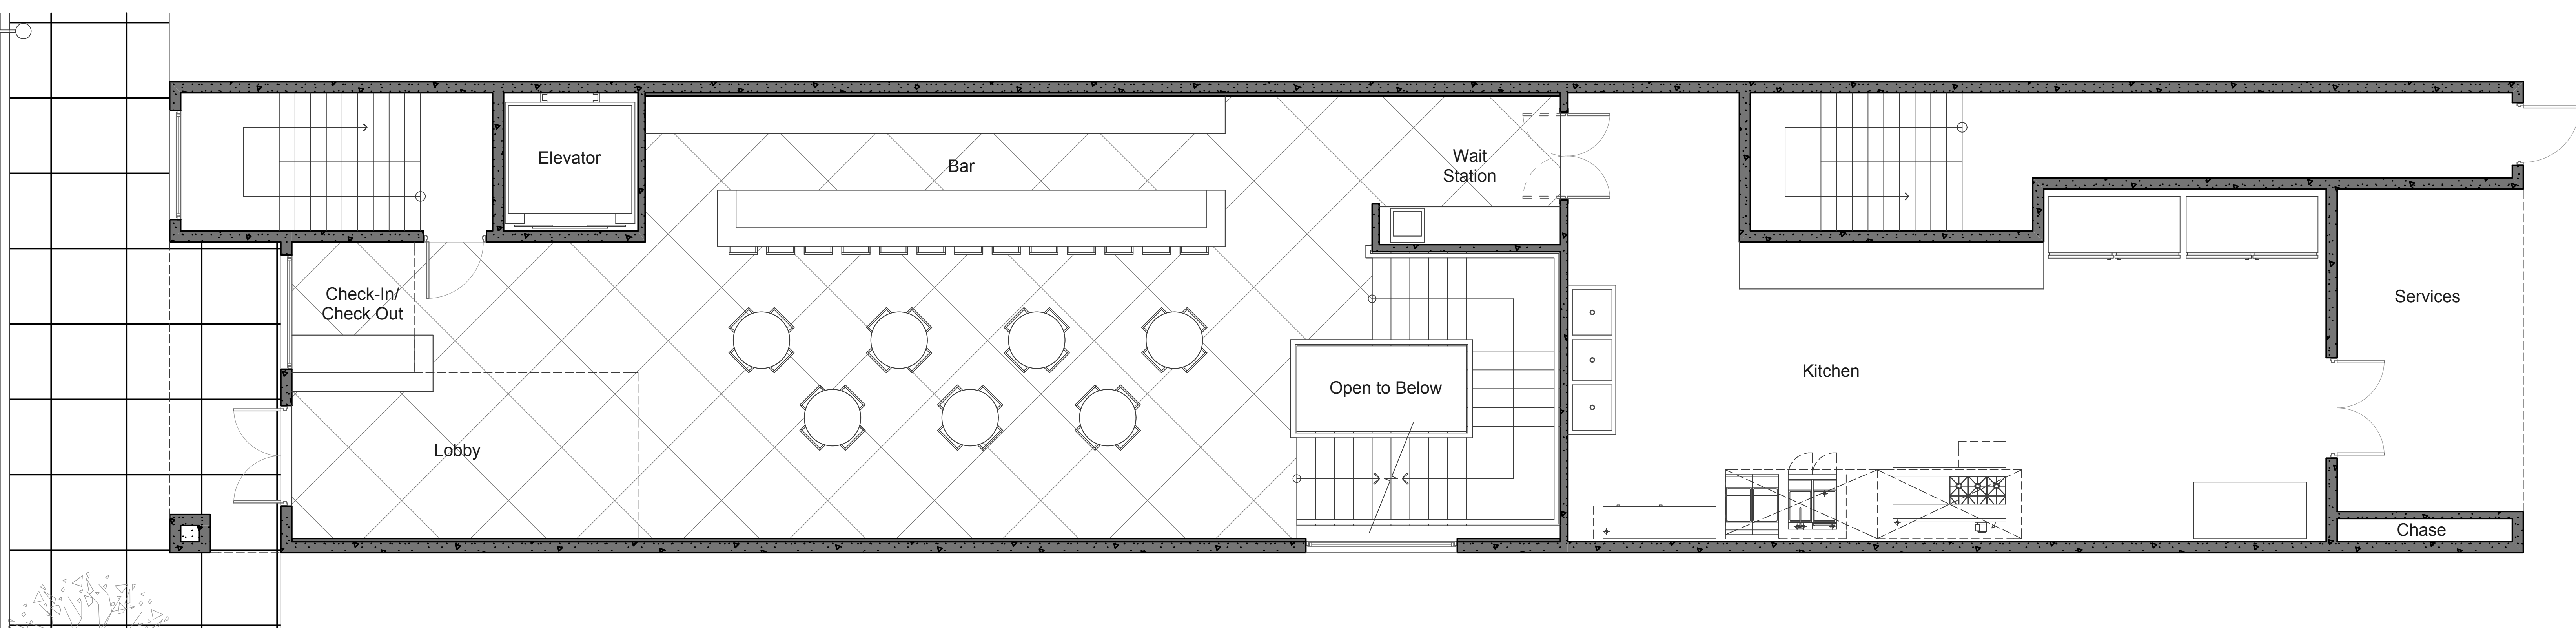 Elevator
Bar
Wait
Station
Check-In/
Check Out
Services
Open to Below
Kitchen
Lobby
Chase